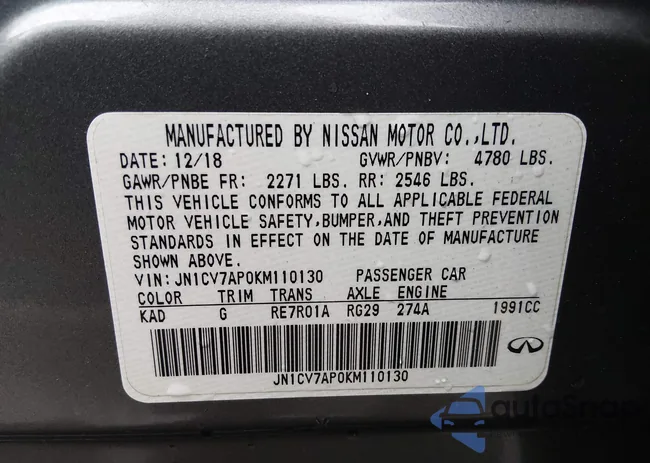 MANUFACTURED BY NISSAN MOTOR CO.,LTD.
DATE: 12/18 GVWR/PNBV: 4780 LBS.
GAWR/PNBE FR: 2271 LBS. RR: 2546 LBS.
THIS VEHICLE CONFORMS TO ALL APPLICABLE FEDERAL
MOTOR VEHICLE SAFETY,BUMPER,AND THEFT PREVENTION
STANDARDS IN EFFECT ON THE DATE OF MANUFACTURE
SHOWN ABOVE.
VIN:JN1CV7AP0KM110130 PASSENGER CAR
COLOR TRIM TRANS AXLE ENGINE
KAD G RE7R01A RG29 274A 1991CC
JN1CV7AP0KM110130